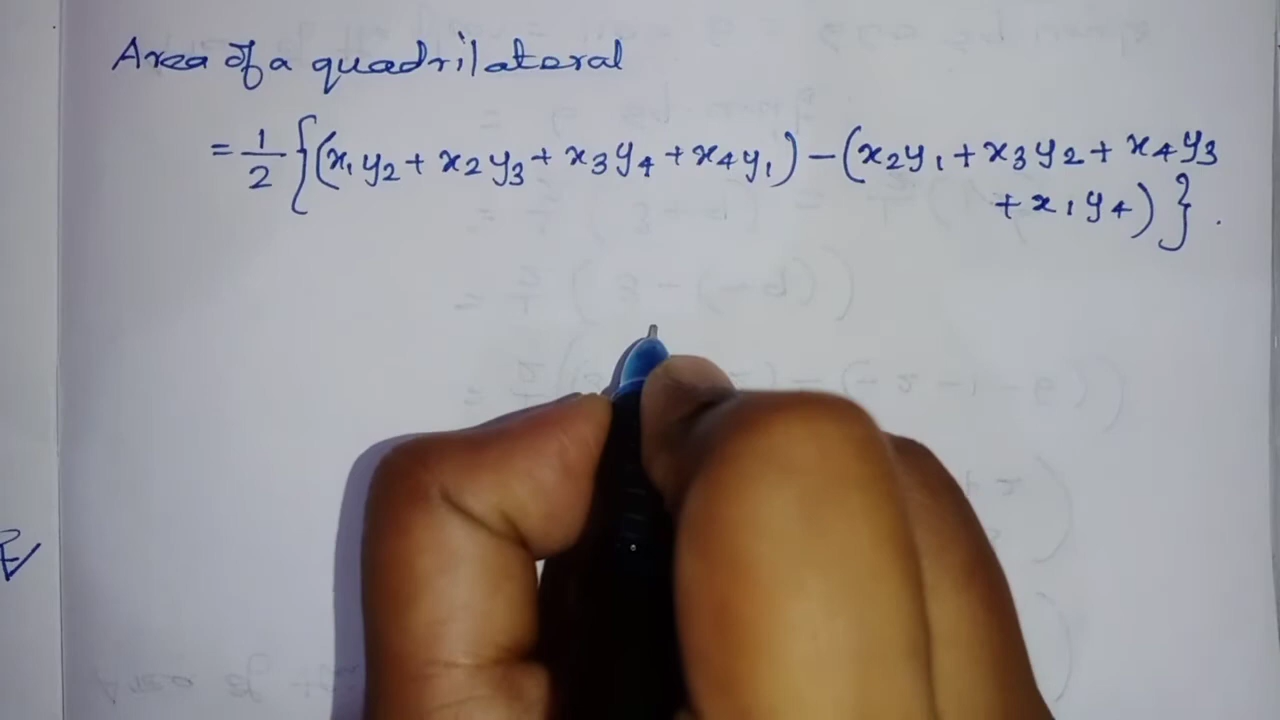 Area of a quadrilateral
= 1/2 {(x₁y₂ + x₂y₃ + x₃y₄ + x₄y₁) − (x₂y₁ + x₃y₂ + x₄y₃
+ x₁y₄)}.